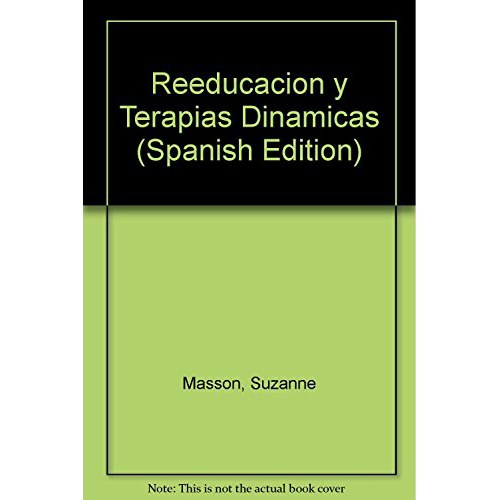 Reeducacion y
Terapias Dinamicas
(Spanish Edition)
Masson, Suzanne
Note: This is not the actual book cover